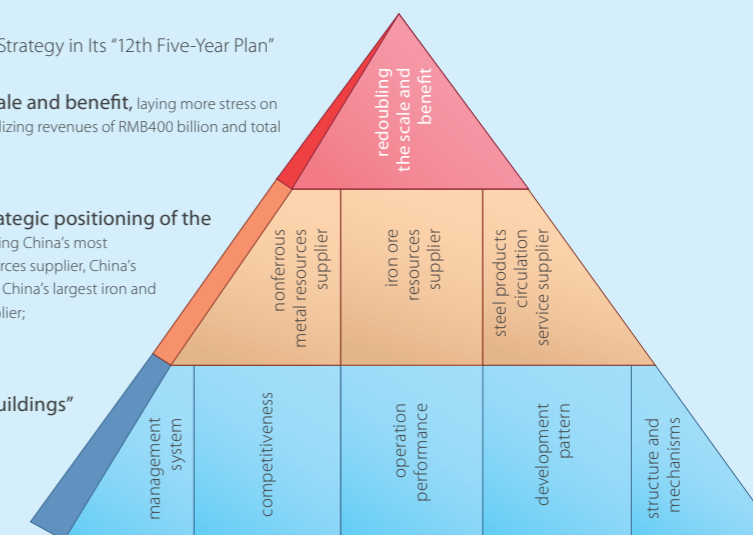 Strategy in Its “12th Five-Year Plan”
ale and benefit, laying more stress on
lizing revenues of RMB400 billion and total
ategic positioning of the
ing China’s most
rces supplier, China’s
China’s largest iron and
lier;
uildings”
redoubling
the scale and
benefit
nonferrous
metal resources
supplier
iron ore
resources
supplier
steel products
circulation
service supplier
management
system
competitiveness
operation
performance
development
pattern
structure and
mechanisms